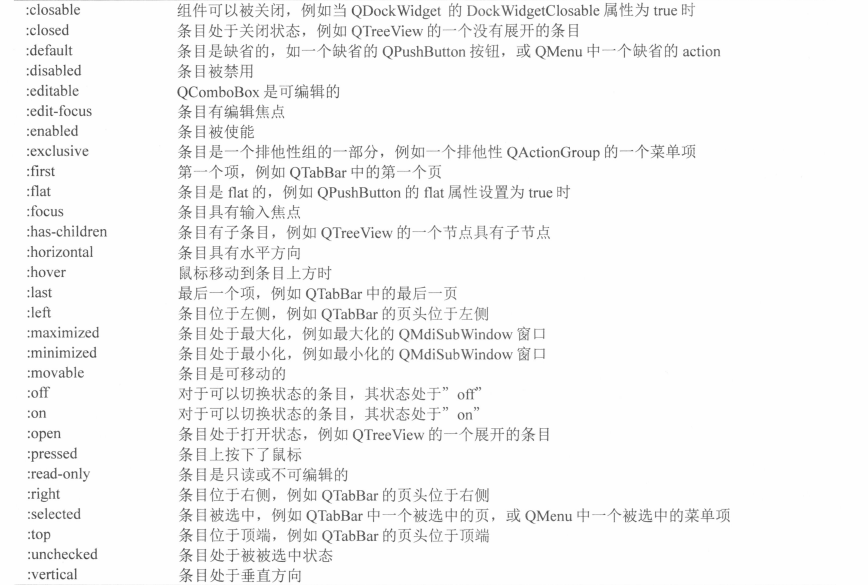 :closable 组件可以被关闭，例如当 QDockWidget 的 DockWidgetClosable 属性为 true 时
:closed 条目处于关闭状态，例如 QTreeView 的一个没有展开的条目
:default 条目是缺省的，如一个缺省的 QPushButton 按钮，或 QMenu 中一个缺省的 action
:disabled 条目被禁用
:editable QComboBox 是可编辑的
:edit-focus 条目有编辑焦点
:enabled 条目被使能
:exclusive 条目是一个排他性组的一部分，例如一个排他性 QActionGroup 的一个菜单项
:first 第一个项，例如 QTabBar 中的第一个页
:flat 条目是 flat 的，例如 QPushButton 的 flat 属性设置为 true 时
:focus 条目具有输入焦点
:has-children 条目有子条目，例如 QTreeView 的一个节点具有子节点
:horizontal 条目具有水平方向
:hover 鼠标移动到条目上方时
:last 最后一个项，例如 QTabBar 中的最后一页
:left 条目位于左侧，例如 QTabBar 的页头位于左侧
:maximized 条目处于最大化，例如最大化的 QMdiSubWindow 窗口
:minimized 条目处于最小化，例如最小化的 QMdiSubWindow 窗口
:movable 条目是可移动的
:off 对于可以切换状态的条目，其状态处于” off”
:on 对于可以切换状态的条目，其状态处于” on”
:open 条目处于打开状态，例如 QTreeView 的一个展开的条目
:pressed 条目上按下了鼠标
:read-only 条目是只读或不可编辑的
:right 条目位于右侧，例如 QTabBar 的页头位于右侧
:selected 条目被选中，例如 QTabBar 中一个被选中的页，或 QMenu 中一个被选中的菜单项
:top 条目位于顶端，例如 QTabBar 的页头位于顶端
:unchecked 条目处于被被选中状态
:vertical 条目处于垂直方向